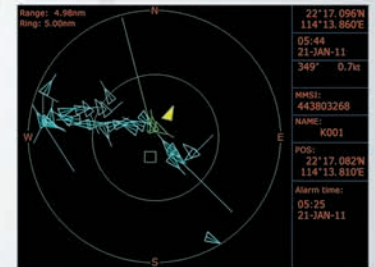 Range: 4.98nm
Ring: 5.00nm
N
W
E
S
22°17.096'N
114°13.860'E
05:44
21-JAN-11
349° 0.7kt
MMSI:
443803268
NAME:
K001
POS:
22°17.082'N
114°13.810'E
Alarm time:
05:25
21-JAN-11